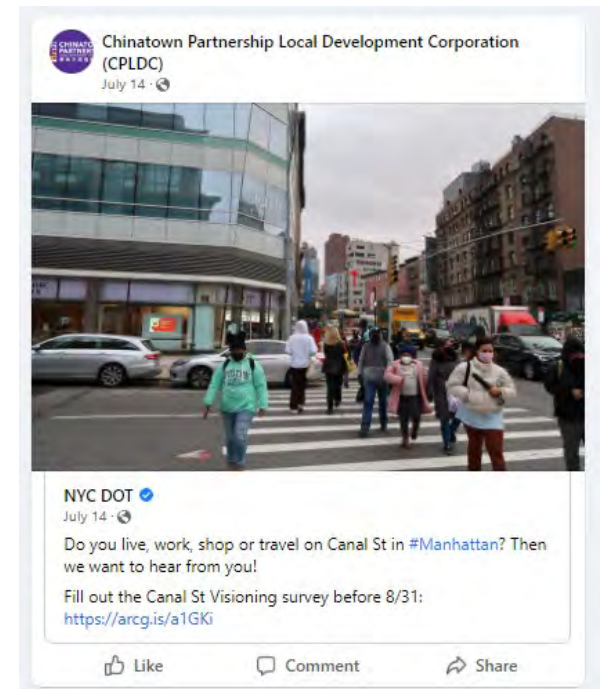 CHINATO
PARTNER
Chinatown Partnership Local Development Corporation
(CPLDC)
July 14 ·
NYC DOT
July 14 ·
Do you live, work, shop or travel on Canal St in #Manhattan? Then
we want to hear from you!
Fill out the Canal St Visioning survey before 8/31:
https://arcg.is/a1GKi
Like
Comment
Share